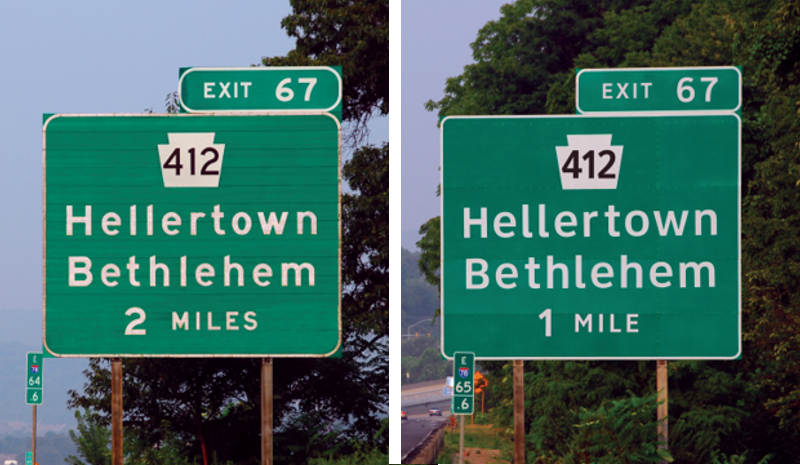 EXIT 67
412
Hellertown
Bethlehem
2 MILES
E
78
64
.6
EXIT 67
412
Hellertown
Bethlehem
1 MILE
E
78
65
.6